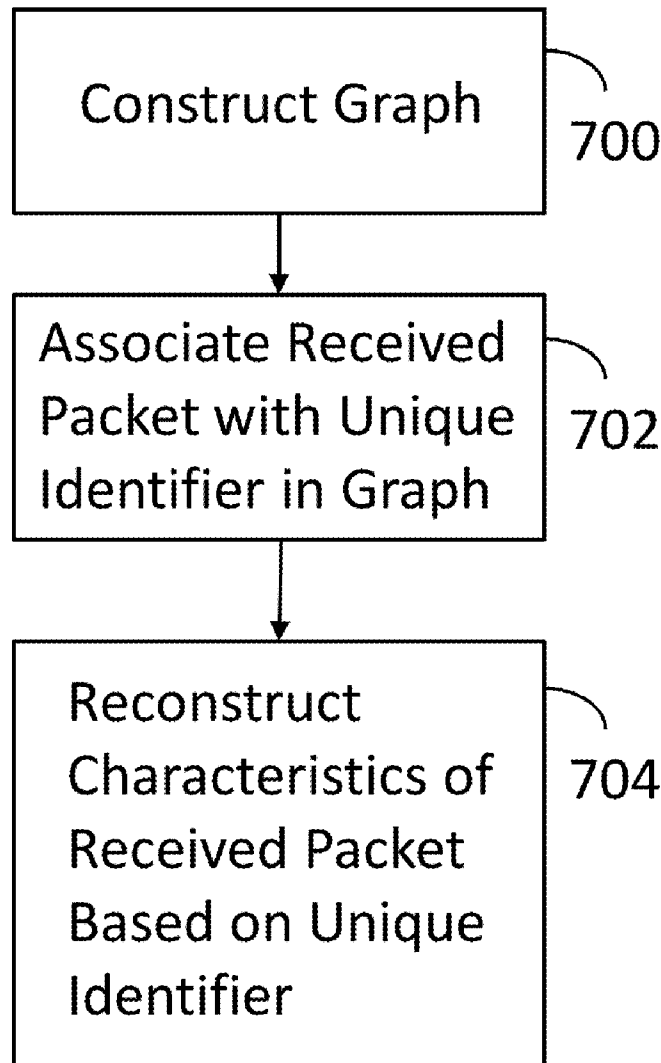 Construct Graph
700
Associate Received
Packet with Unique
Identifier in Graph
702
Reconstruct
Characteristics of
Received Packet
Based on Unique
Identifier
704